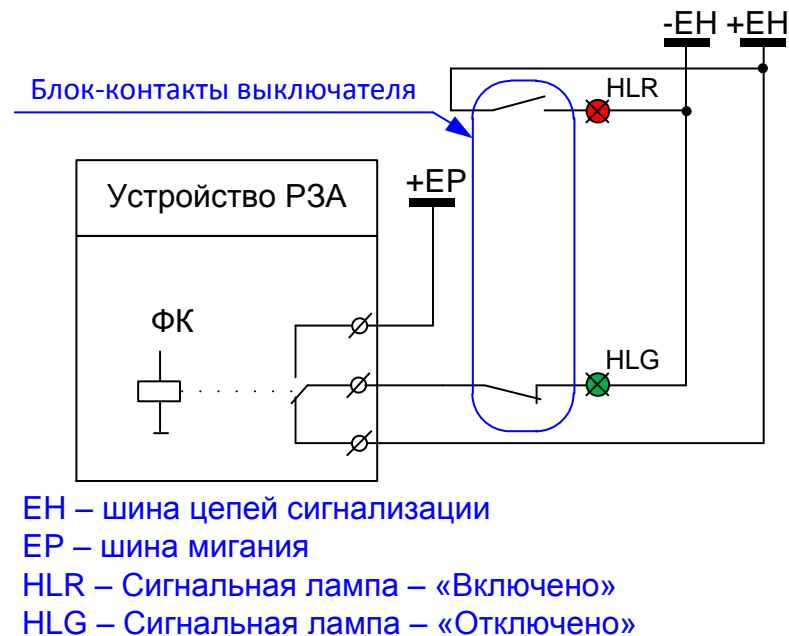 -EH +EH
HLR
Блок-контакты выключателя
Устройство РЗА
+EP
ФК
HLG
EH – шина цепей сигнализации
EP – шина мигания
HLR – Сигнальная лампа – «Включено»
HLG – Сигнальная лампа – «Отключено»